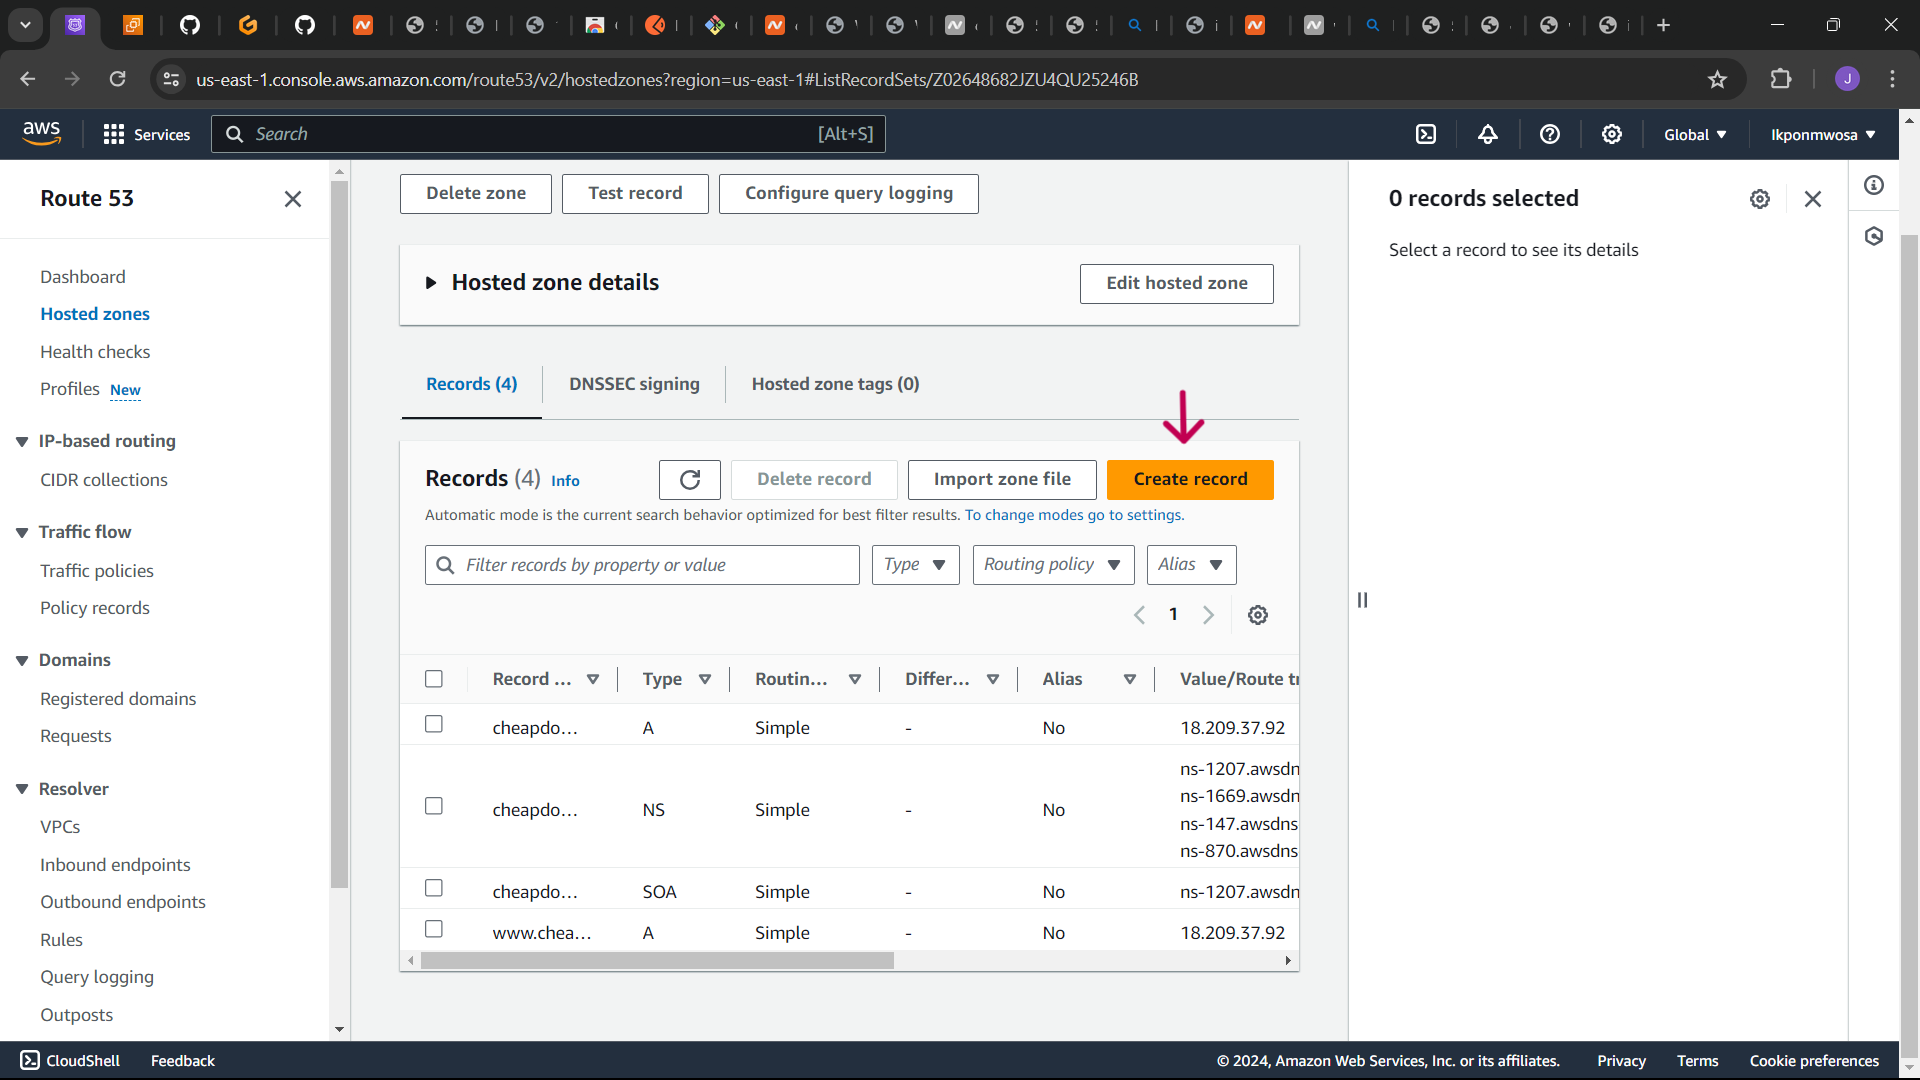 us-east-1.console.aws.amazon.com/route53/v2/hostedzones?region=us-east-1#ListRecordSets/Z02648682JZU4QU25246B
J
aws
Services
Search
[Alt+S]
Global
Ikponmwosa
Route 53
Dashboard
Hosted zones
Health checks
Profiles New
IP-based routing
CIDR collections
Traffic flow
Traffic policies
Policy records
Domains
Registered domains
Requests
Resolver
VPCs
Inbound endpoints
Outbound endpoints
Rules
Query logging
Outposts
Delete zone
Test record
Configure query logging
Hosted zone details
Edit hosted zone
Records (4)
DNSSEC signing
Hosted zone tags (0)
Records (4) Info
Delete record
Import zone file
Create record
Automatic mode is the current search behavior optimized for best filter results. To change modes go to settings.
Filter records by property or value
Type
Routing policy
Alias
1
Record ... Type Routin... Differ... Alias Value/Route tr
cheapdo... A Simple - No 18.209.37.92
cheapdo... NS Simple - No ns-1207.awsdn
ns-1669.awsdn
ns-147.awsdns
ns-870.awsdns
cheapdo... SOA Simple - No ns-1207.awsdn
www.chea... A Simple - No 18.209.37.92
0 records selected
Select a record to see its details
CloudShell
Feedback
© 2024, Amazon Web Services, Inc. or its affiliates.
Privacy
Terms
Cookie preferences